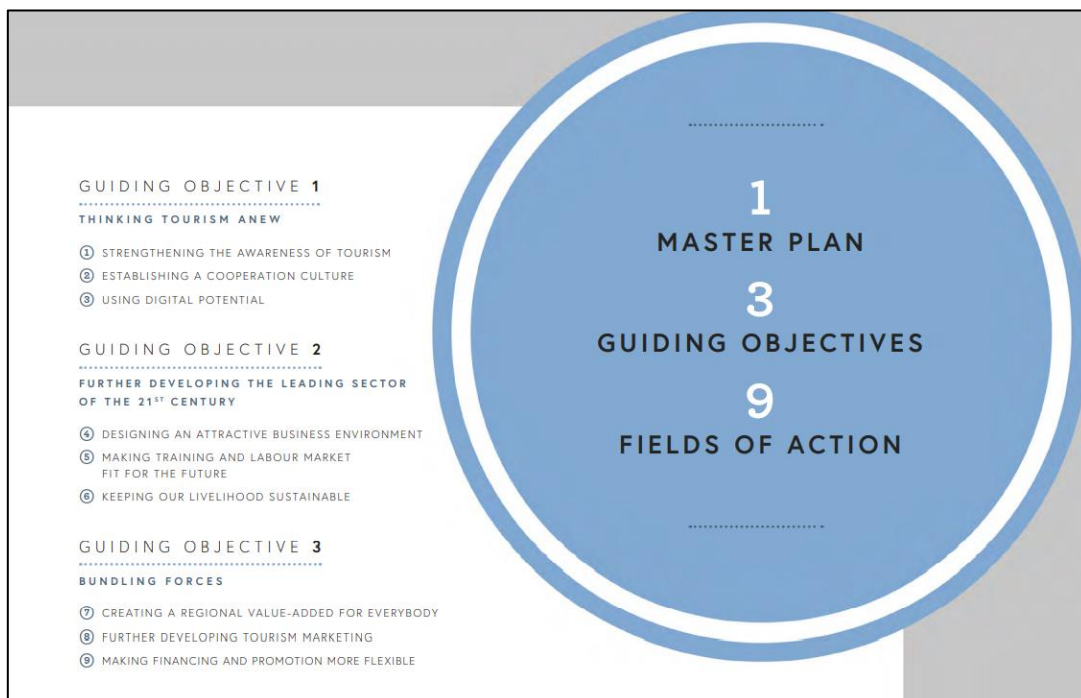 GUIDING OBJECTIVE 1
THINKING TOURISM ANEW
① STRENGTHENING THE AWARENESS OF TOURISM
② ESTABLISHING A COOPERATION CULTURE
③ USING DIGITAL POTENTIAL
GUIDING OBJECTIVE 2
FURTHER DEVELOPING THE LEADING SECTOR
OF THE 21ST CENTURY
④ DESIGNING AN ATTRACTIVE BUSINESS ENVIRONMENT
⑤ MAKING TRAINING AND LABOUR MARKET
FIT FOR THE FUTURE
⑥ KEEPING OUR LIVELIHOOD SUSTAINABLE
GUIDING OBJECTIVE 3
BUNDLING FORCES
⑦ CREATING A REGIONAL VALUE-ADDED FOR EVERYBODY
⑧ FURTHER DEVELOPING TOURISM MARKETING
⑨ MAKING FINANCING AND PROMOTION MORE FLEXIBLE
1
MASTER PLAN
3
GUIDING OBJECTIVES
9
FIELDS OF ACTION